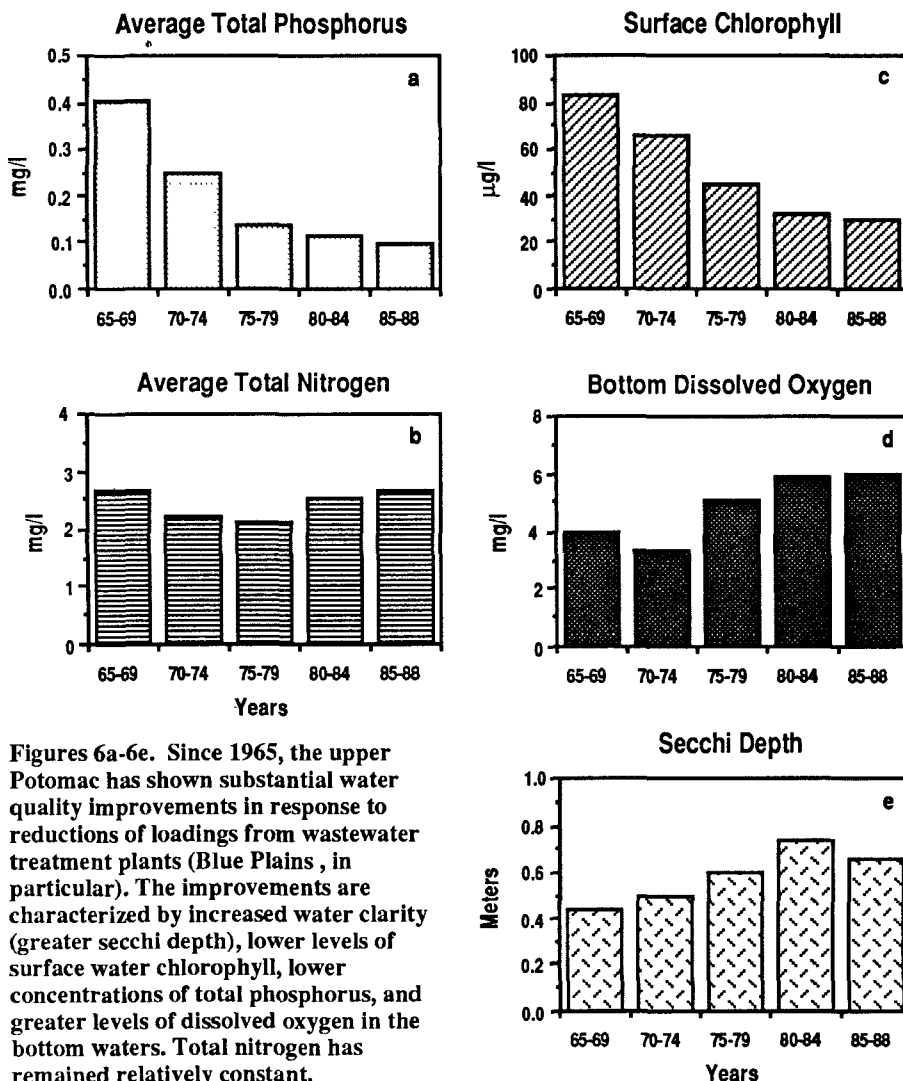 Average Total Phosphorus
a
0.5
0.4
0.3
0.2
0.1
0.0
mg/l
65-69 70-74 75-79 80-84 85-88
Surface Chlorophyll
c
100
80
60
40
20
0
µg/l
65-69 70-74 75-79 80-84 85-88
Average Total Nitrogen
b
4
3
2
1
0
mg/l
65-69 70-74 75-79 80-84 85-88
Years
Bottom Dissolved Oxygen
d
8
6
4
2
0
mg/l
65-69 70-74 75-79 80-84 85-88
Figures 6a-6e. Since 1965, the upper
Potomac has shown substantial water
quality improvements in response to
reductions of loadings from wastewater
treatment plants (Blue Plains , in
particular). The improvements are
characterized by increased water clarity
(greater secchi depth), lower levels of
surface water chlorophyll, lower
concentrations of total phosphorus, and
greater levels of dissolved oxygen in the
bottom waters. Total nitrogen has
remained relatively constant.
Secchi Depth
e
1.0
0.8
0.6
0.4
0.2
0.0
Meters
65-69 70-74 75-79 80-84 85-88
Years